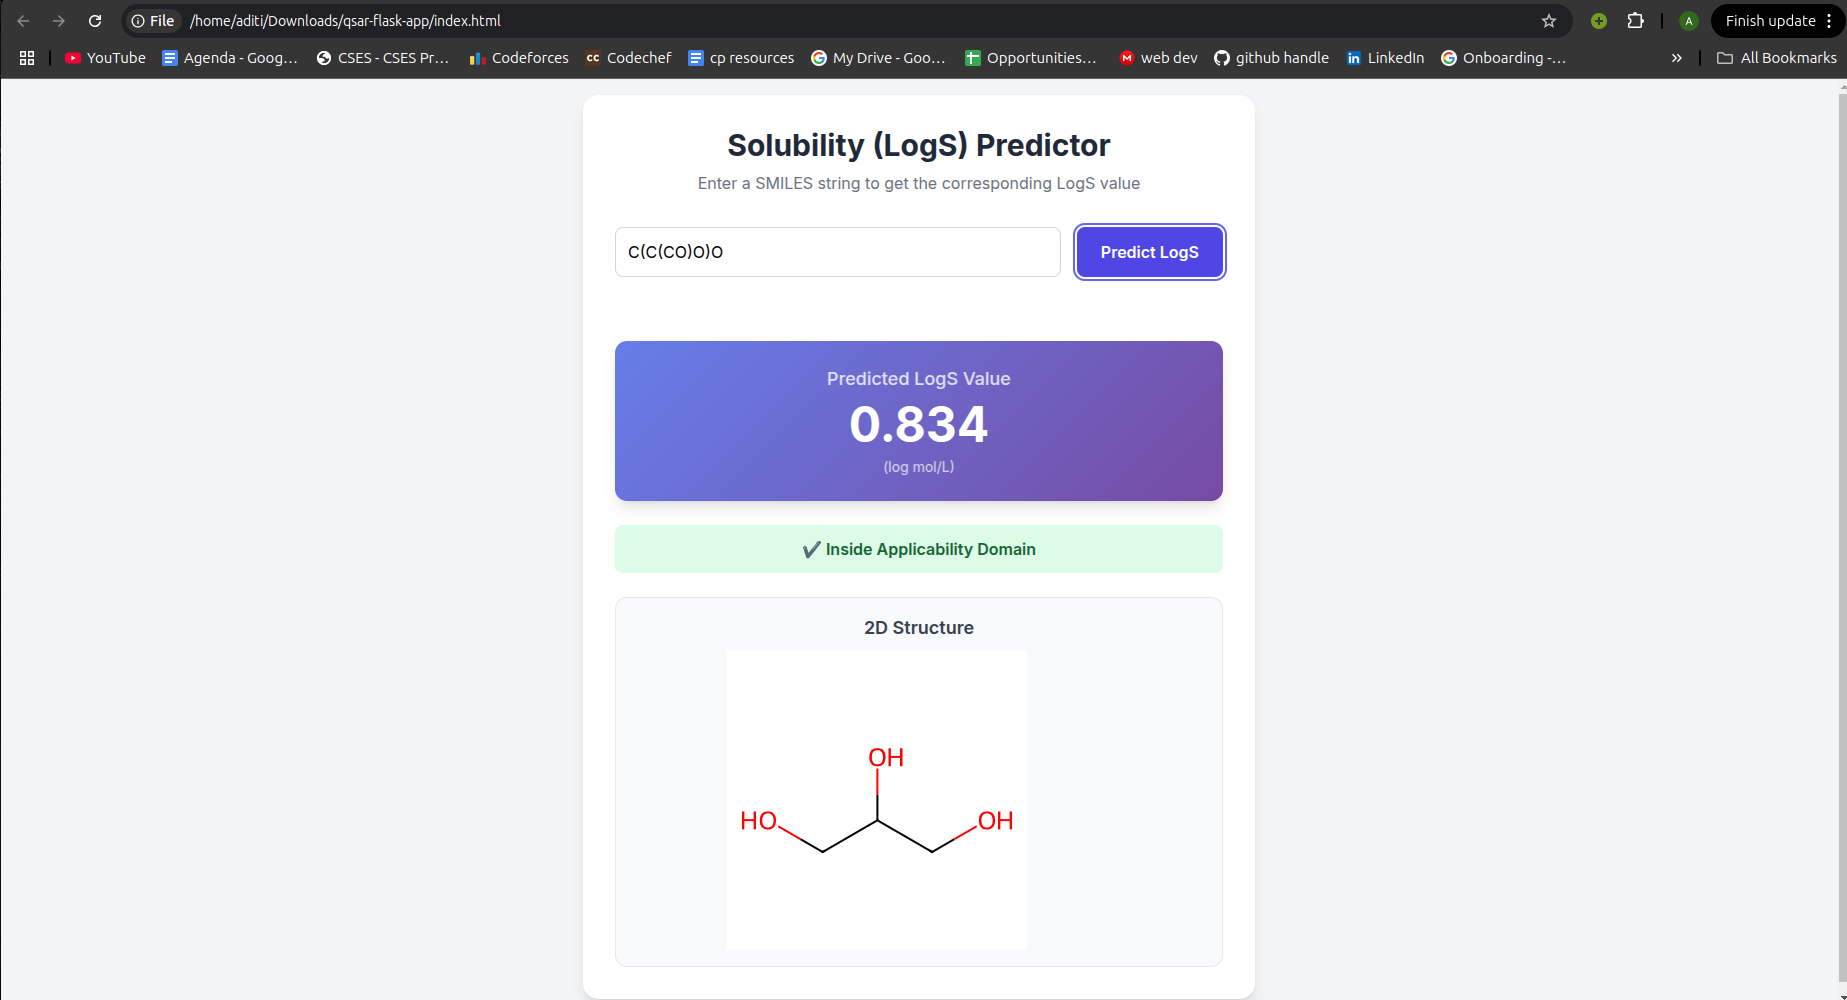 File /home/aditi/Downloads/qsar-flask-app/index.html A Finish update
YouTube Agenda - Goog... CSES - CSES Pr... Codeforces CC Codechef cp resources My Drive - Goo... Opportunities... M web dev github handle in LinkedIn G Onboarding -... » All Bookmarks
Solubility (LogS) Predictor
Enter a SMILES string to get the corresponding LogS value
C(C(CO)O)O Predict LogS
Predicted LogS Value
0.834
(log mol/L)
✔ Inside Applicability Domain
2D Structure
OH
HO OH